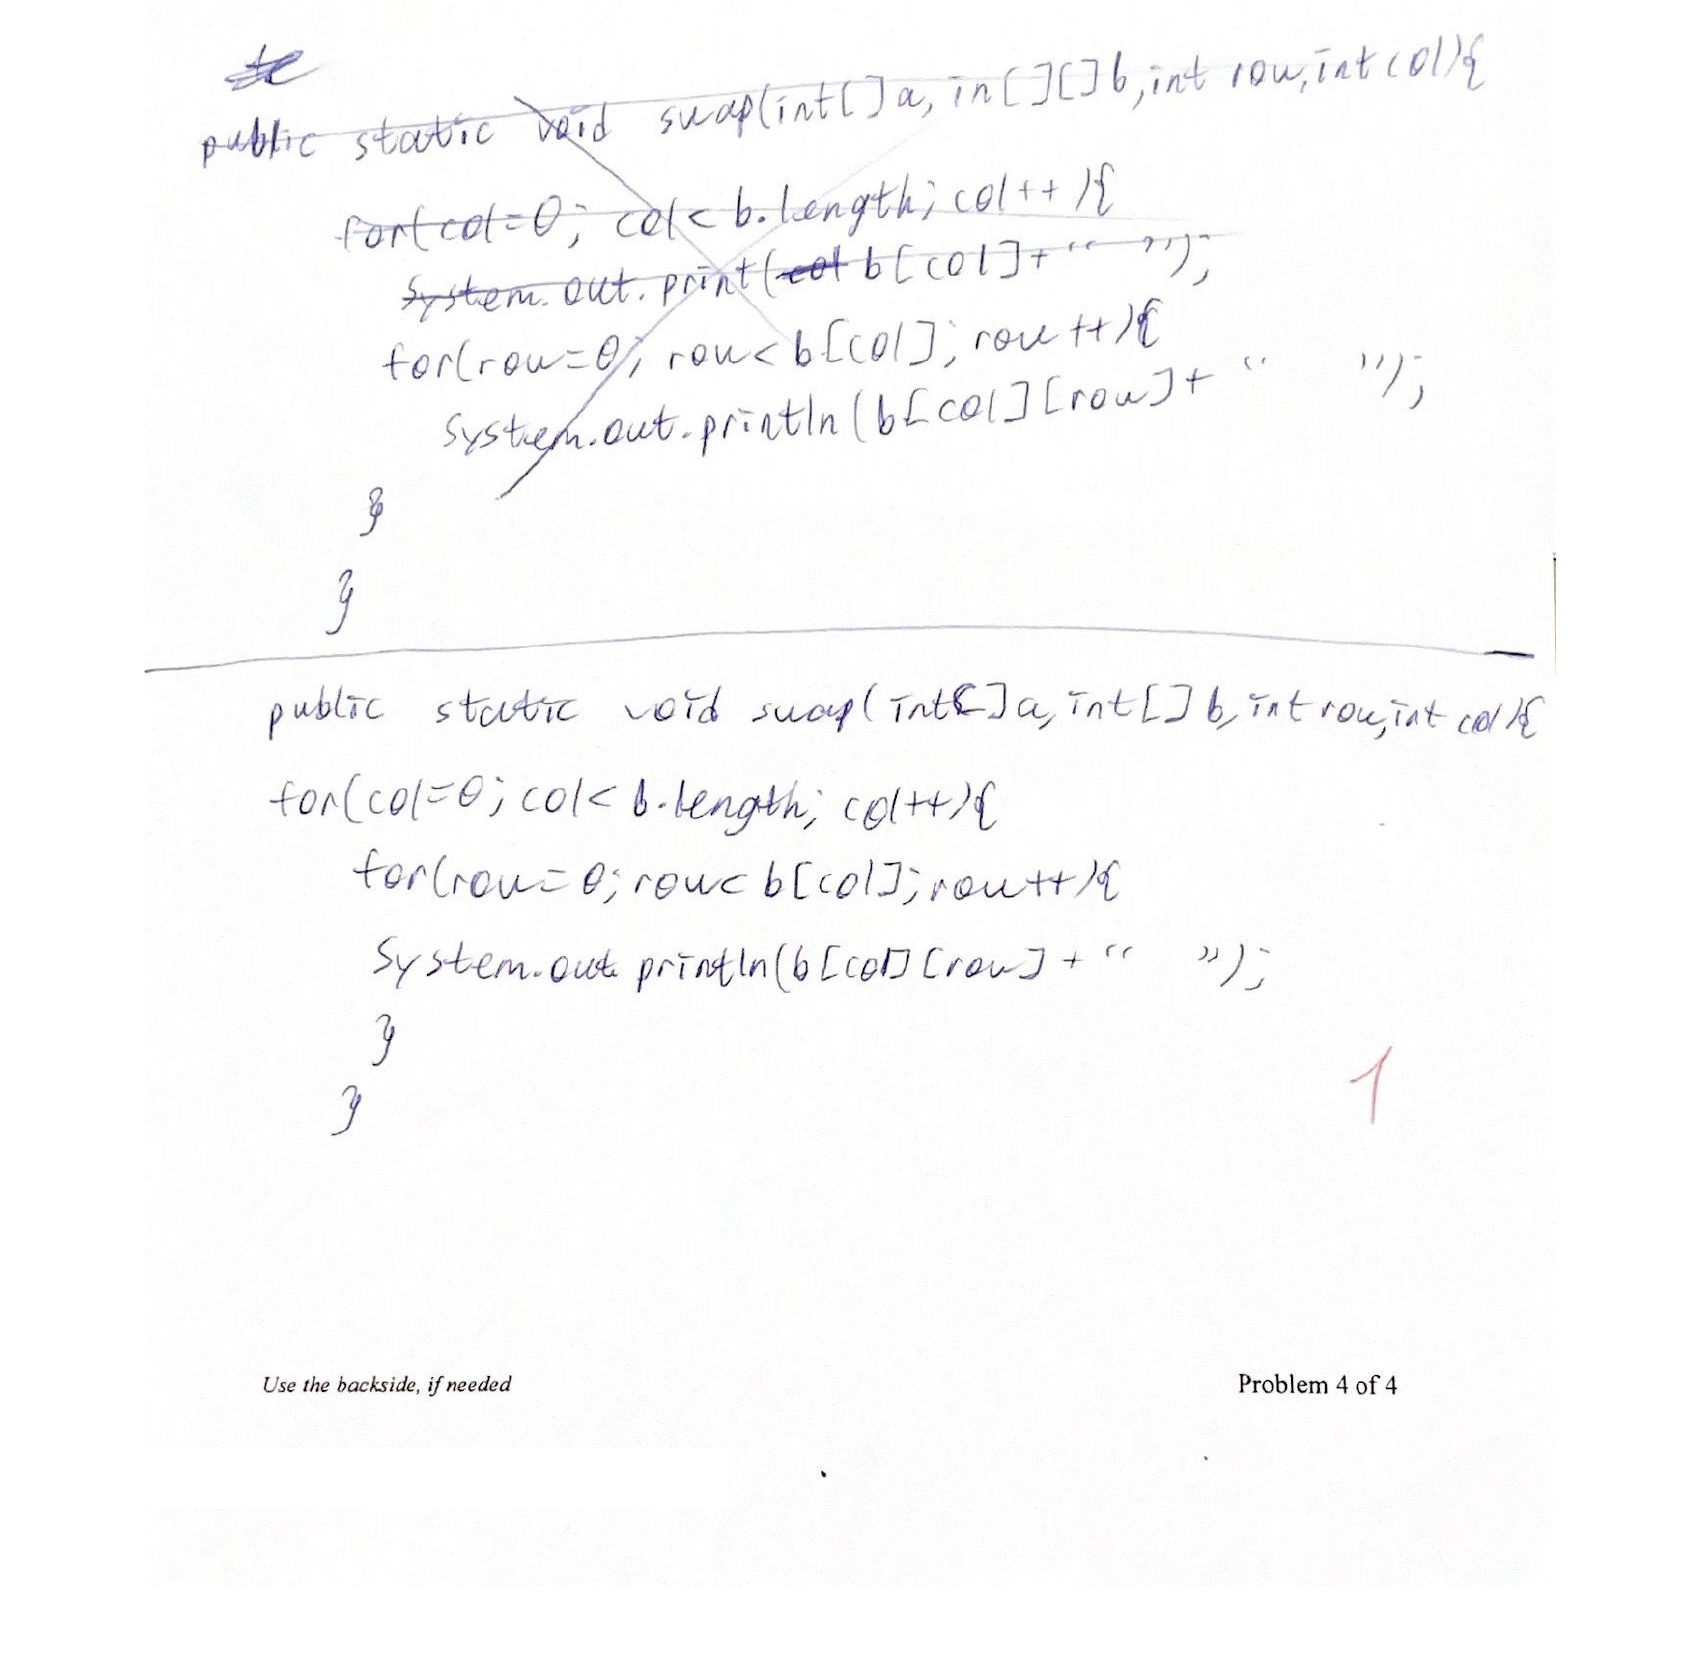 public static void swap(int[] a, in[][] b, int row, int col){
for(col=0; col< b.length; col++){
System.out.print(col b[col]+" ");
for(row=0; row< b[col]; row++){
System.out.println(b[col][row]+" ");
}
}
public static void swap(int[] a, int[] b, int row, int col){
for(col=0; col< b.length; col++){
for(row=0; row< b[col]; row++){
System.out.println(b[col][row]+" ");
}
}
1
Use the backside, if needed
Problem 4 of 4